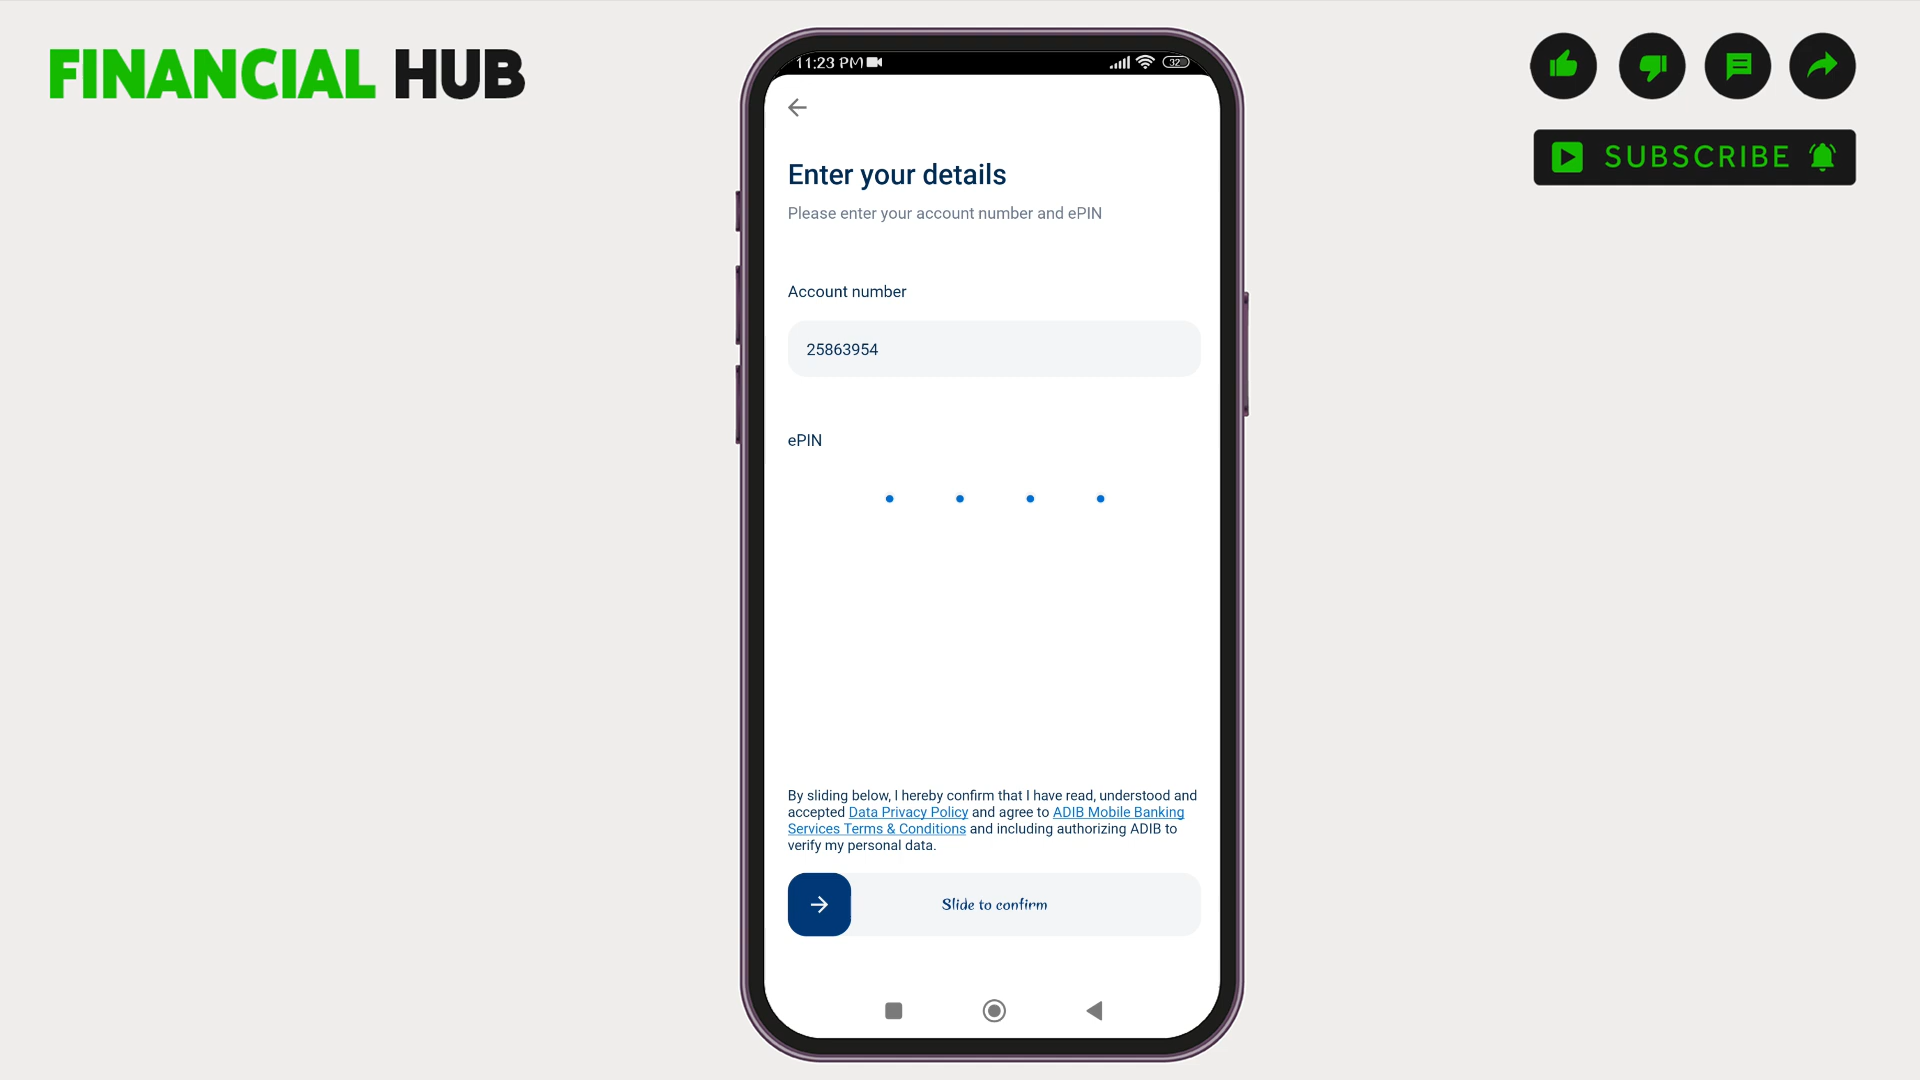 FINANCIAL HUB
SUBSCRIBE
11:23 PM
32
Enter your details
Please enter your account number and ePIN
Account number
25863954
ePIN
By sliding below, I hereby confirm that I have read, understood and
accepted Data Privacy Policy and agree to ADIB Mobile Banking
Services Terms & Conditions and including authorizing ADIB to
verify my personal data.
Slide to confirm